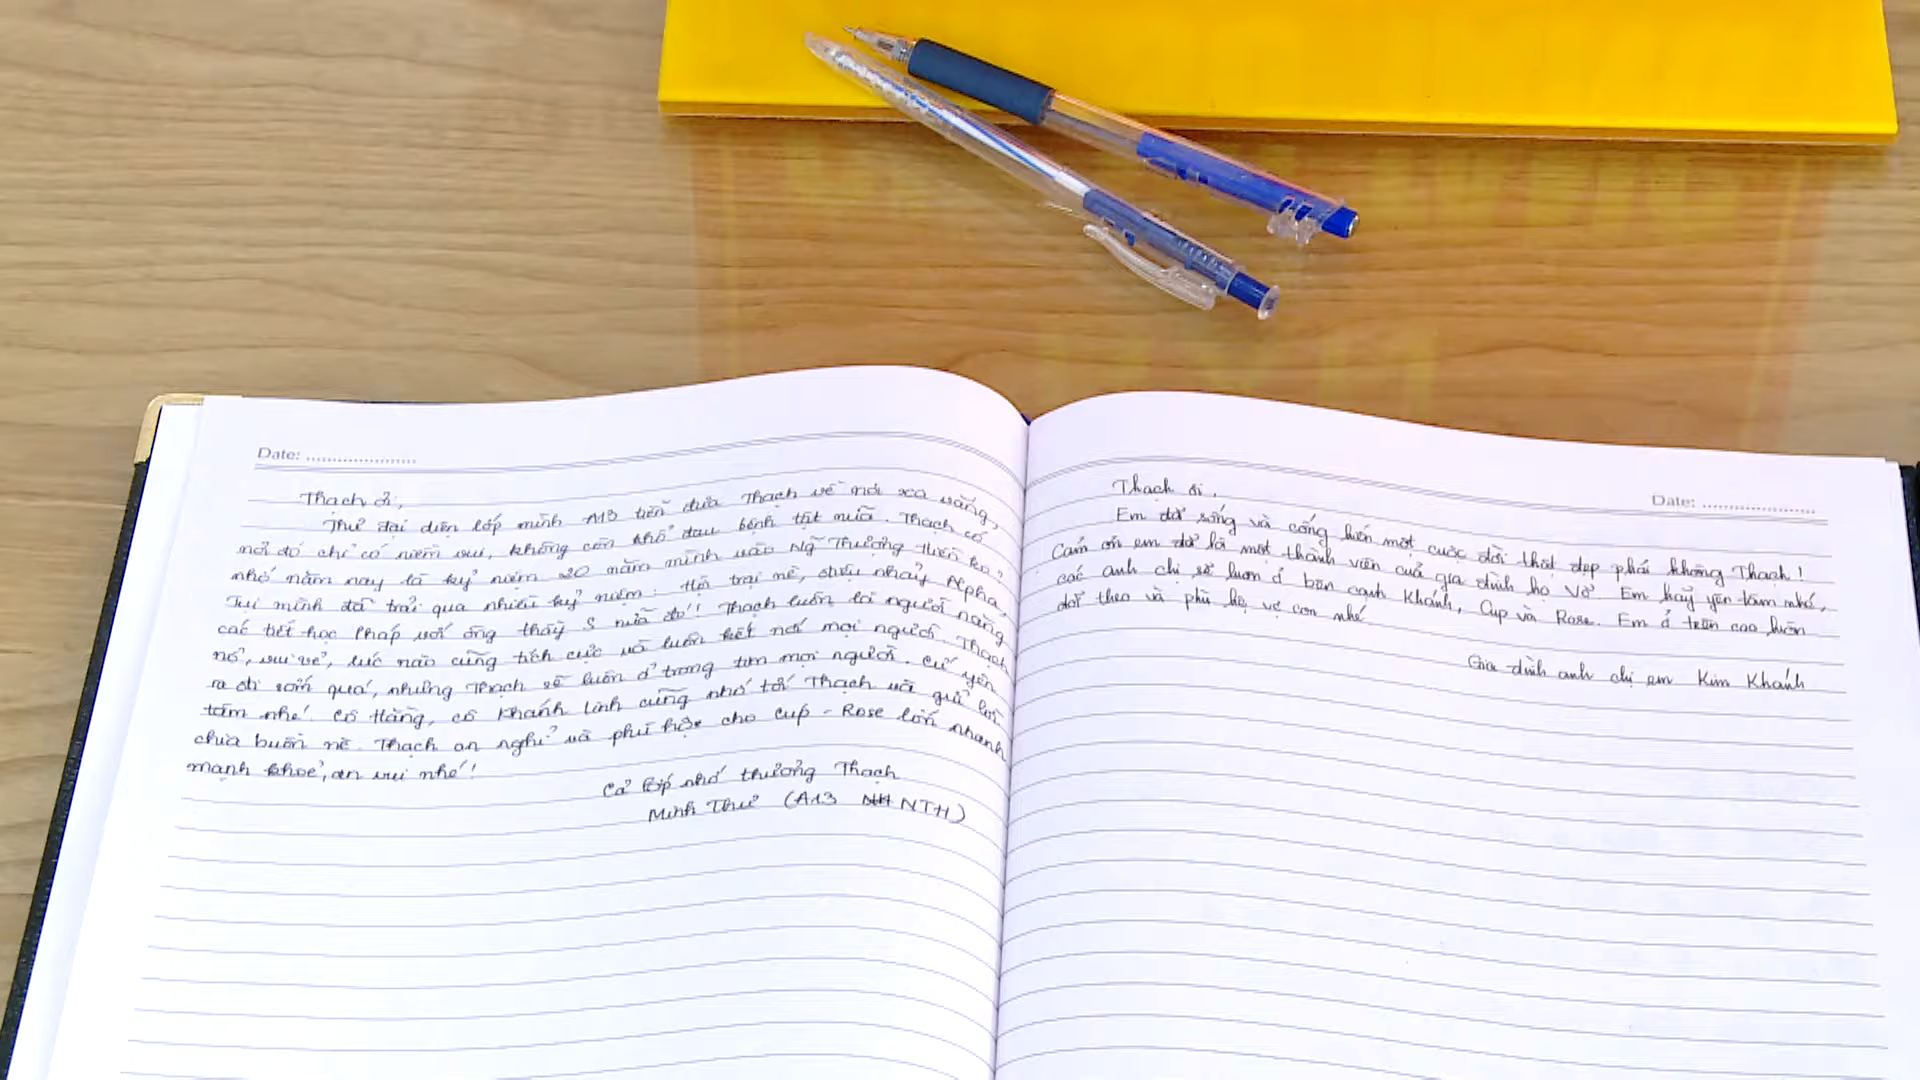 Date: ....................
Thạch ơi,
Thư đại diện lớp mình A13 tiễn đưa Thạch về nơi xa vắng,
nơi đó chỉ có niềm vui, không còn khổ đau bệnh tật nữa. Thạch có
nhớ năm nay là kỷ niệm 20 năm mình vào Ngô Thượng Hiền ko,
Tụi mình đã trải qua nhiều kỷ niệm: Hội trại nè, nhảy Alpha,
các tiết học Pháp với ông thầy S nữa đó!! Thạch luôn là người năng
nổ, vui vẻ, lúc nào cũng tích cực và luôn kết nối mọi người. Thạch
ra đi sớm quá, nhưng Thạch sẽ luôn ở trong tim mọi người. Cứ yên
tâm nhé! Cô Hằng, cô Khánh Linh cũng nhớ tới Thạch và gửi lời
chia buồn nè. Thạch an nghỉ và phù hộ cho Cup - Rose lớn nhanh
mạnh khoẻ, an vui nhé!
Cả lớp nhớ thương Thạch
Minh Thư (A13 NTH)
Date: ....................
Thạch ơi,
Em đã sống và cống hiến một cuộc đời thật đẹp phải không Thạch!
Cảm ơn em đã là một thành viên của gia đình họ Võ. Em hãy yên tâm nhé,
các anh chị sẽ luôn ở bên cạnh Khánh, Cup và Rose. Em ở trên cao luôn
dõi theo và phù hộ vợ con nhé.
Gia đình anh chị em Kim Khánh